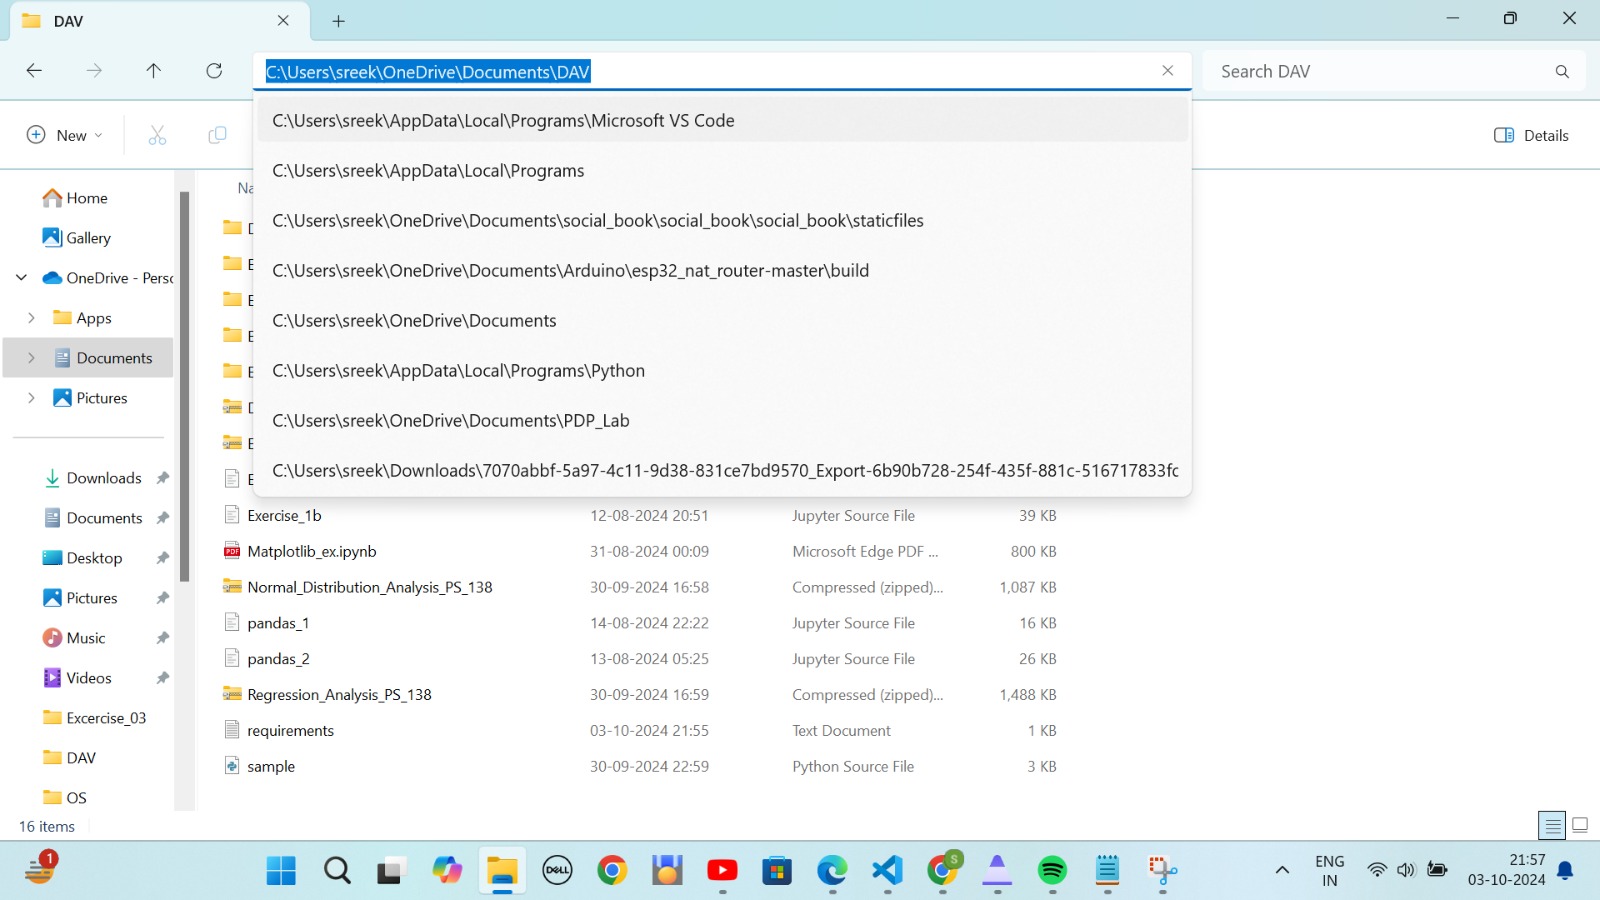 DAV
C:\Users\sreek\OneDrive\Documents\DAV
Search DAV
C:\Users\sreek\AppData\Local\Programs\Microsoft VS Code
C:\Users\sreek\AppData\Local\Programs
C:\Users\sreek\OneDrive\Documents\social_book\social_book\social_book\staticfiles
C:\Users\sreek\OneDrive\Documents\Arduino\esp32_nat_router-master\build
C:\Users\sreek\OneDrive\Documents
C:\Users\sreek\AppData\Local\Programs\Python
C:\Users\sreek\OneDrive\Documents\PDP_Lab
C:\Users\sreek\Downloads\7070abbf-5a97-4c11-9d38-831ce7bd9570_Export-6b90b728-254f-435f-881c-516717833fc
New
Details
Home
Gallery
OneDrive - Perso
Apps
Documents
Pictures
Downloads
Documents
Desktop
Pictures
Music
Videos
Excercise_03
DAV
OS
Na
Exercise_1b 12-08-2024 20:51 Jupyter Source File 39 KB
Matplotlib_ex.ipynb 31-08-2024 00:09 Microsoft Edge PDF ... 800 KB
Normal_Distribution_Analysis_PS_138 30-09-2024 16:58 Compressed (zipped)... 1,087 KB
pandas_1 14-08-2024 22:22 Jupyter Source File 16 KB
pandas_2 13-08-2024 05:25 Jupyter Source File 26 KB
Regression_Analysis_PS_138 30-09-2024 16:59 Compressed (zipped)... 1,488 KB
requirements 03-10-2024 21:55 Text Document 1 KB
sample 30-09-2024 22:59 Python Source File 3 KB
16 items
1
DELL
S
ENG
IN
21:57
03-10-2024